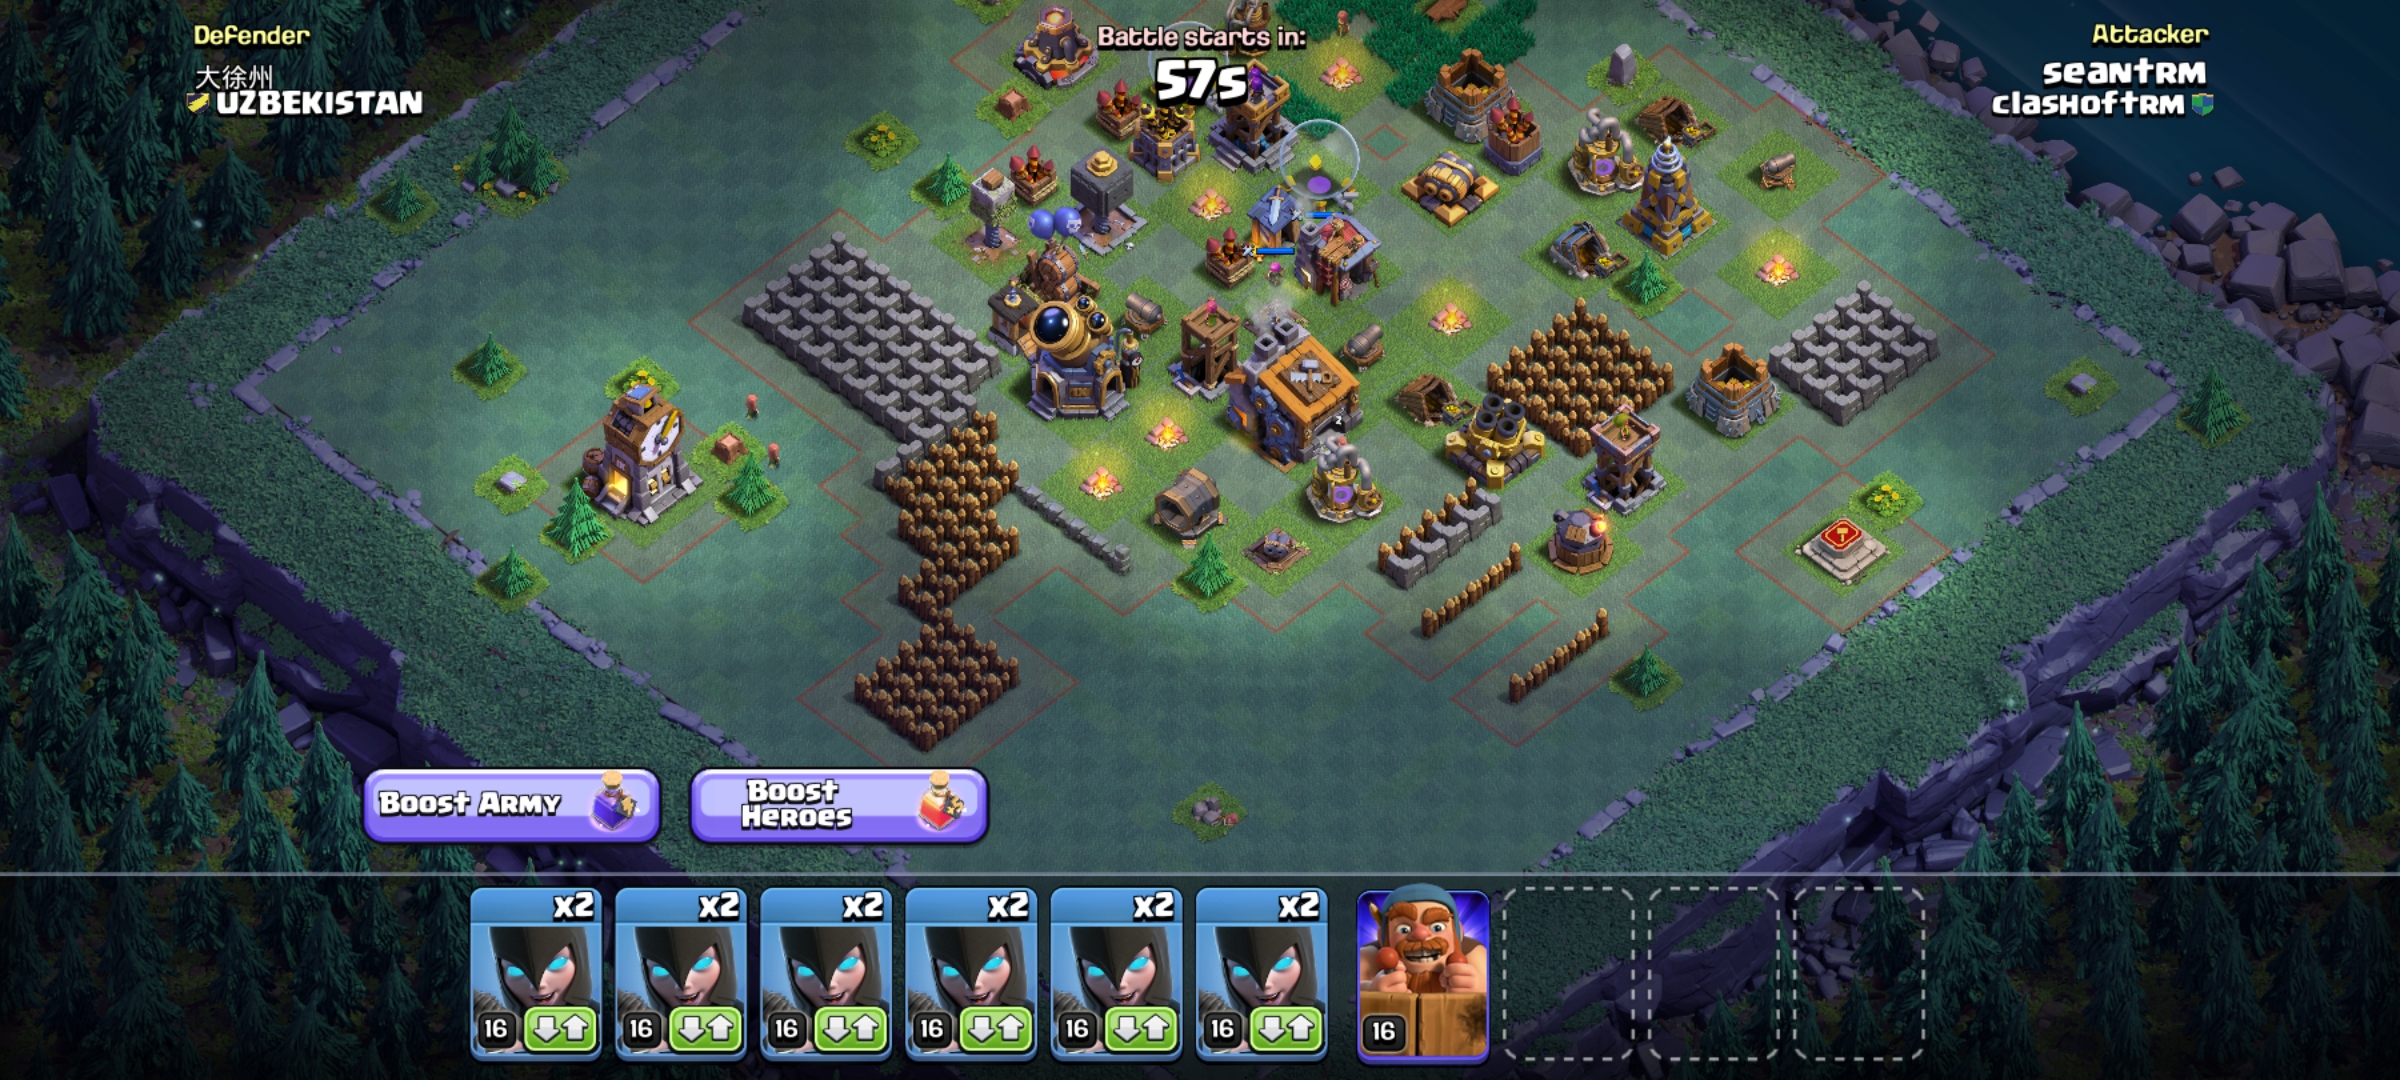 Defender
大徐州
UZBEKISTAN
Battle starts in:
57s
Attacker
seantRM
clashoftRM
Boost Army
Boost
Heroes
x2
x2
x2
x2
x2
x2
16
16
16
16
16
16
16